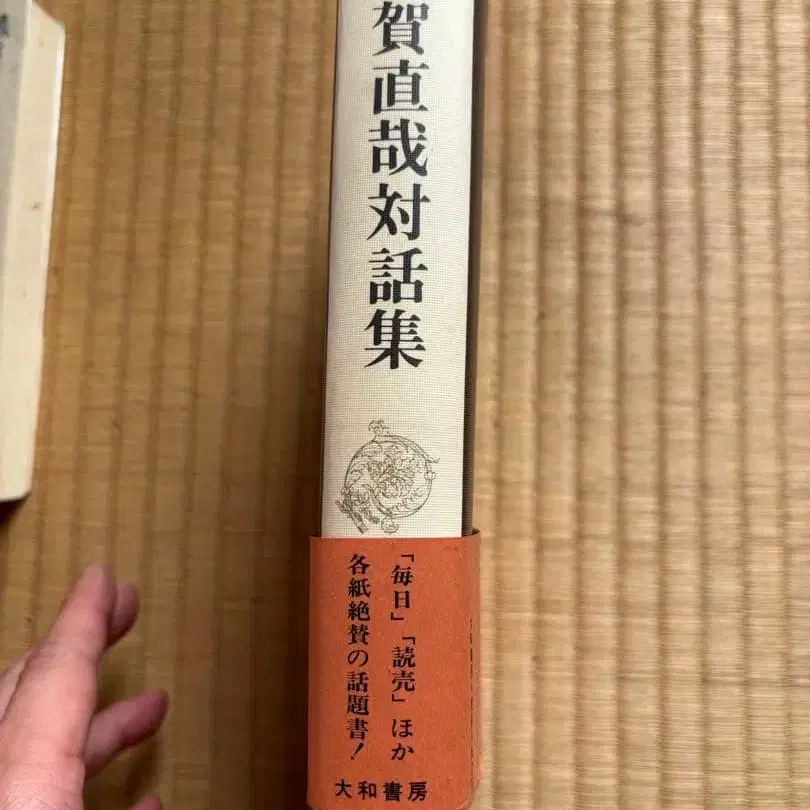 賀直哉対話集
「毎日」「読売」ほか
各紙絶賛の話題書!
大和書房